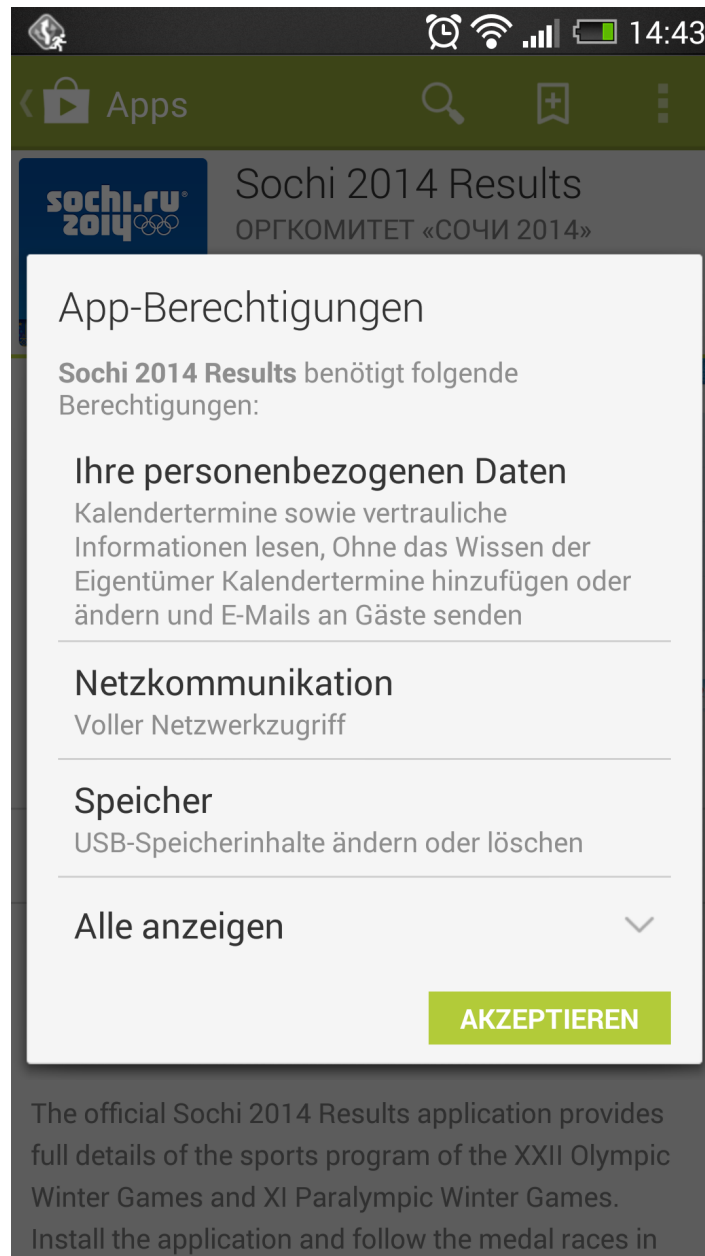 14:43
Apps
sochi.ru
2014
Sochi 2014 Results
ОРГКОМИТЕТ «СОЧИ 2014»
App-Berechtigungen
Sochi 2014 Results benötigt folgende
Berechtigungen:
Ihre personenbezogenen Daten
Kalendertermine sowie vertrauliche
Informationen lesen, Ohne das Wissen der
Eigentümer Kalendertermine hinzufügen oder
ändern und E-Mails an Gäste senden
Netzkommunikation
Voller Netzwerkzugriff
Speicher
USB-Speicherinhalte ändern oder löschen
Alle anzeigen
AKZEPTIEREN
The official Sochi 2014 Results application provides
full details of the sports program of the XXII Olympic
Winter Games and XI Paralympic Winter Games.
Install the application and follow the medal races in